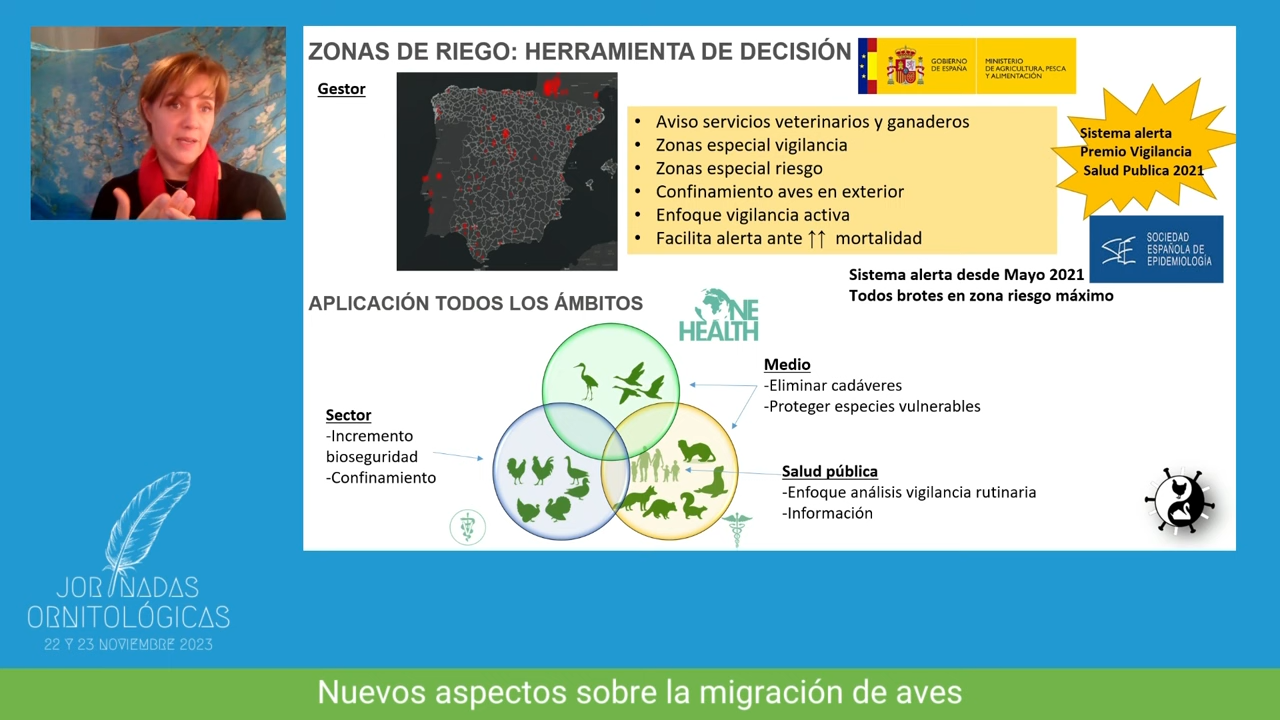 ZONAS DE RIEGO: HERRAMIENTA DE DECISIÓN
GOBIERNO
DE ESPAÑA
MINISTERIO
DE AGRICULTURA, PESCA
Y ALIMENTACIÓN
Gestor
• Aviso servicios veterinarios y ganaderos
• Zonas especial vigilancia
• Zonas especial riesgo
• Confinamiento aves en exterior
• Enfoque vigilancia activa
• Facilita alerta ante ↑↑ mortalidad
Sistema alerta
Premio Vigilancia
Salud Publica 2021
SEE
SOCIEDAD
ESPAÑOLA DE
EPIDEMIOLOGÍA
Sistema alerta desde Mayo 2021
Todos brotes en zona riesgo máximo
APLICACIÓN TODOS LOS ÁMBITOS
ONE
HEALTH
Medio
-Eliminar cadáveres
-Proteger especies vulnerables
Sector
-Incremento
bioseguridad
-Confinamiento
Salud pública
-Enfoque análisis vigilancia rutinaria
-Información
JORNADAS
ORNITOLÓGICAS
22 Y 23 NOVIEMBRE 2023
Nuevos aspectos sobre la migración de aves